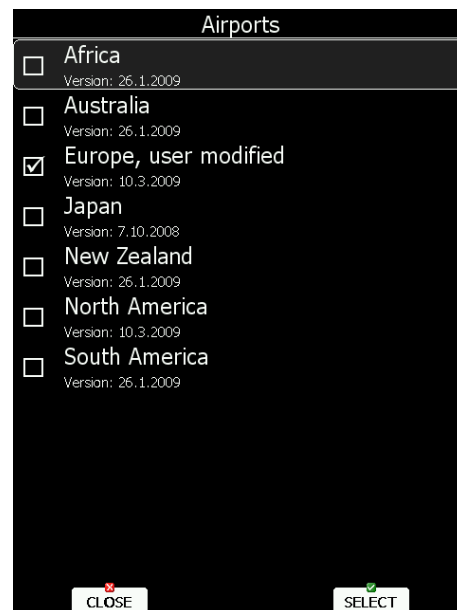 Airports
Africa
Version: 26.1.2009
Australia
Version: 26.1.2009
Europe, user modified
Version: 10.3.2009
Japan
Version: 7.10.2008
New Zealand
Version: 26.1.2009
North America
Version: 10.3.2009
South America
Version: 26.1.2009
CLOSE SELECT